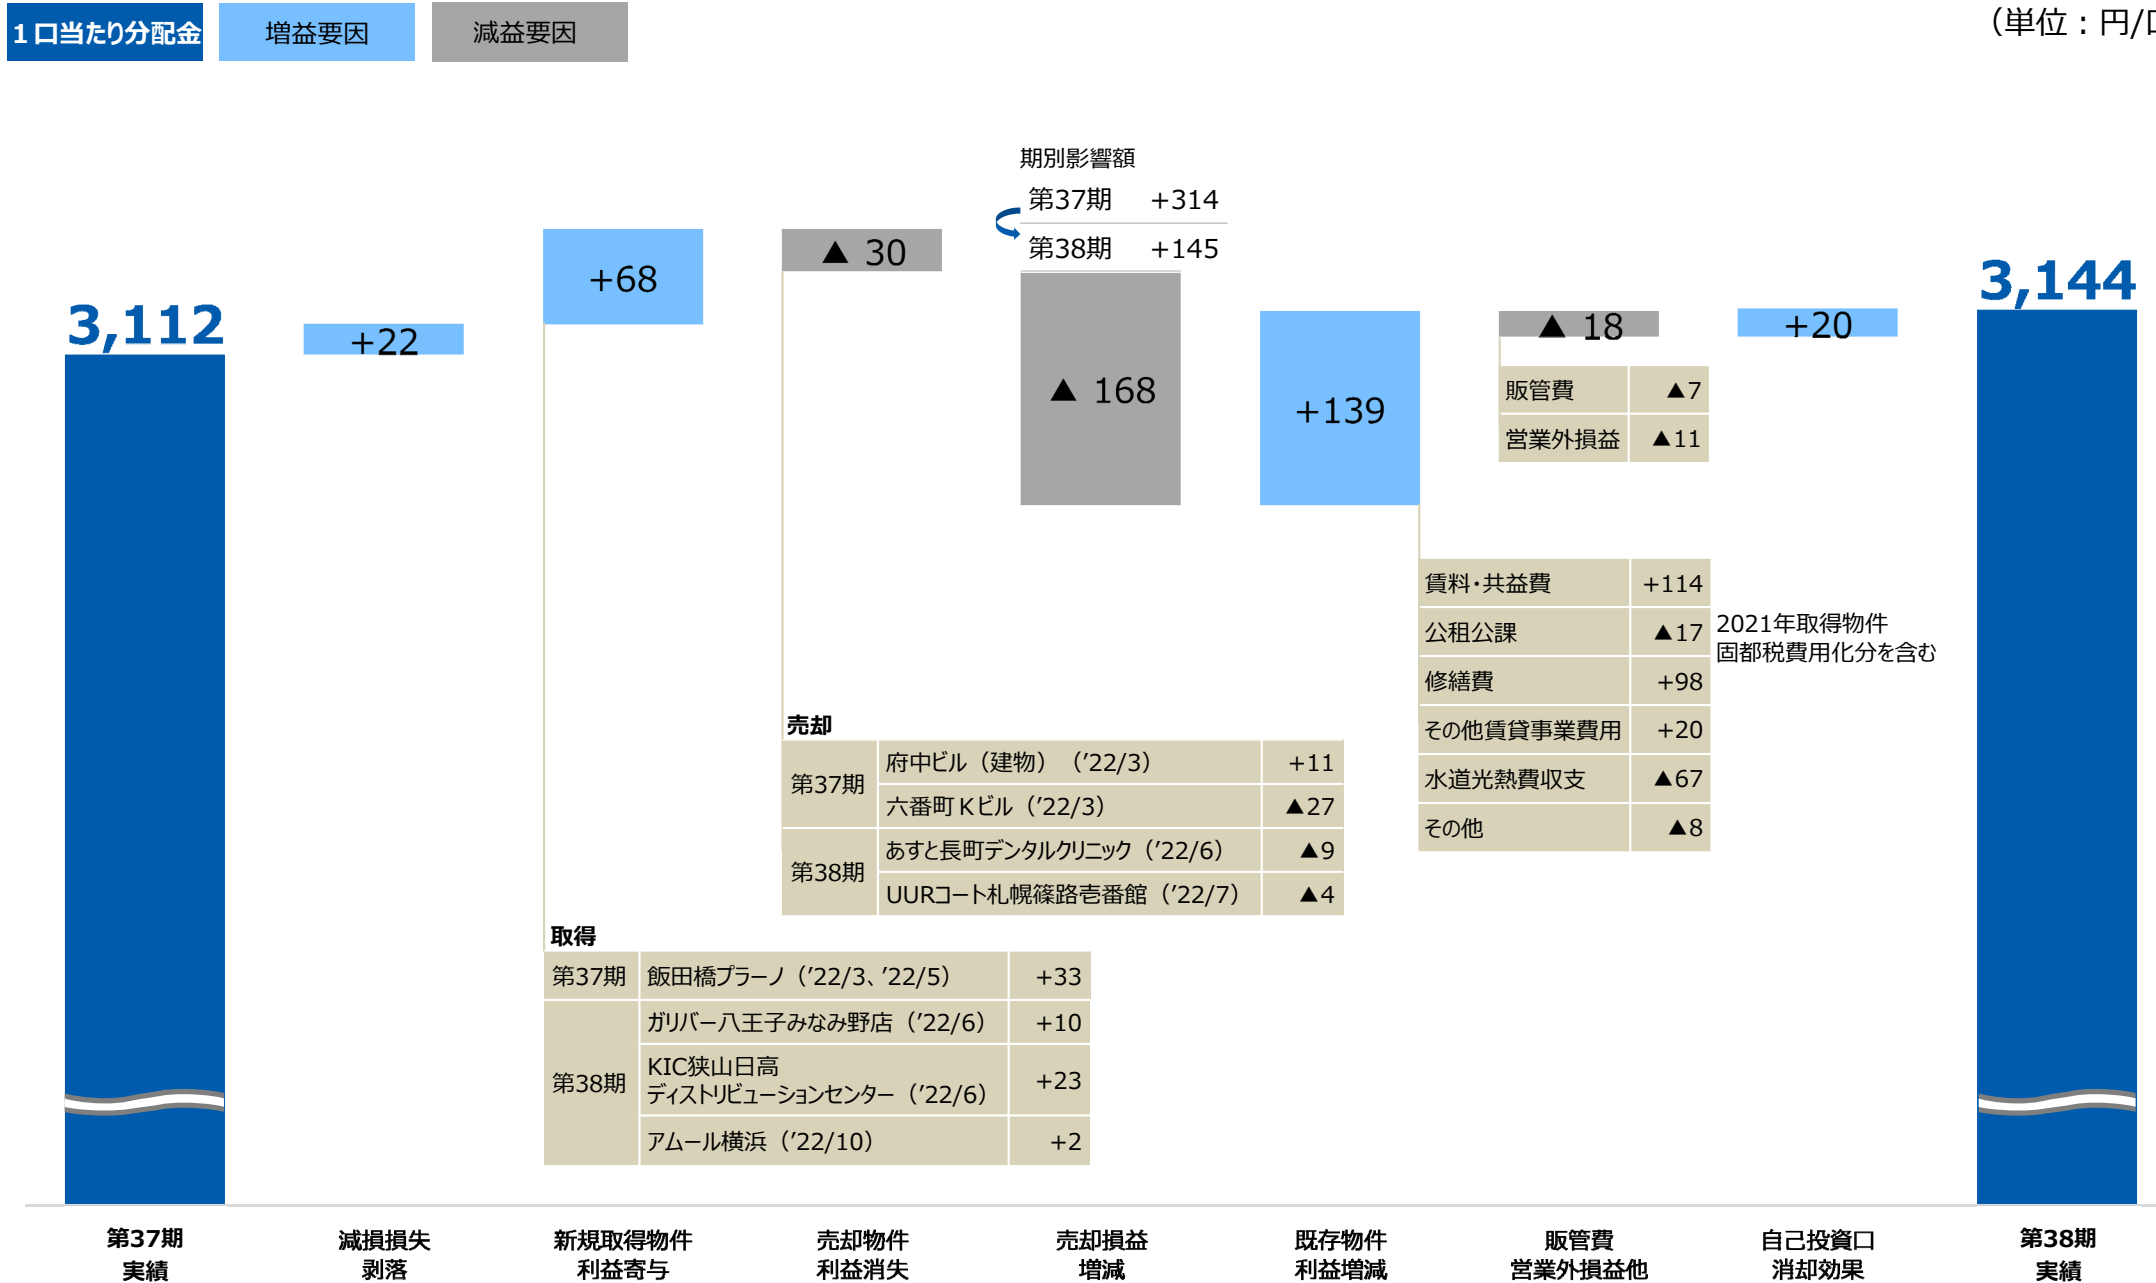 １口当たり分配金
増益要因
減益要因
（単位：円/口
期別影響額
第37期 +314
第38期 +145
3,112
+22
+68
▲ 30
▲ 168
+139
▲ 18
+20
3,144
販管費 ▲7
営業外損益 ▲11
賃料・共益費 +114
公租公課 ▲17
修繕費 +98
その他賃貸事業費用 +20
水道光熱費収支 ▲67
その他 ▲8
2021年取得物件
固都税費用化分を含む
売却
第37期
府中ビル（建物）（’22/3） +11
六番町Ｋビル（’22/3） ▲27
第38期
あすと長町デンタルクリニック（’22/6） ▲9
UURコート札幌篠路壱番館（’22/7） ▲4
取得
第37期
飯田橋プラーノ（’22/3、’22/5） +33
第38期
ガリバー八王子みなみ野店（’22/6） +10
KIC狭山日高
ディストリビューションセンター（’22/6） +23
アムール横浜（’22/10） +2
第37期
実績
減損損失
剥落
新規取得物件
利益寄与
売却物件
利益消失
売却損益
増減
既存物件
利益増減
販管費
営業外損益他
自己投資口
消却効果
第38期
実績